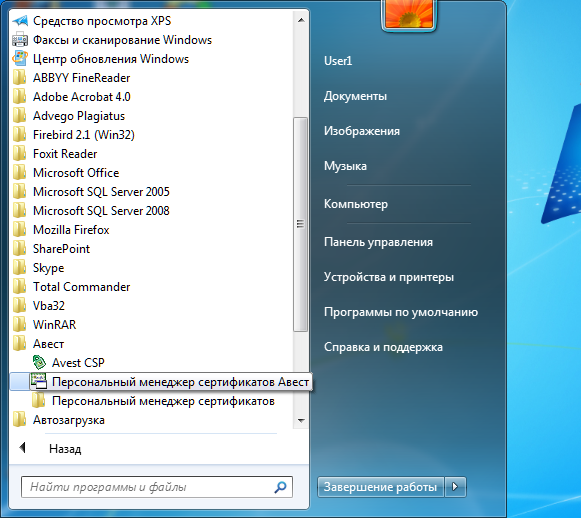 Средство просмотра XPS
Факсы и сканирование Windows
Центр обновления Windows
ABBYY FineReader
Adobe Acrobat 4.0
Advego Plagiatus
Firebird 2.1 (Win32)
Foxit Reader
Microsoft Office
Microsoft SQL Server 2005
Microsoft SQL Server 2008
Mozilla Firefox
SharePoint
Skype
Total Commander
Vba32
WinRAR
Авест
Avest CSP
Персональный менеджер сертификатов Авест
Персональный менеджер сертификатов
Автозагрузка
Назад
Найти программы и файлы
User1
Документы
Изображения
Музыка
Компьютер
Панель управления
Устройства и принтеры
Программы по умолчанию
Справка и поддержка
Завершение работы